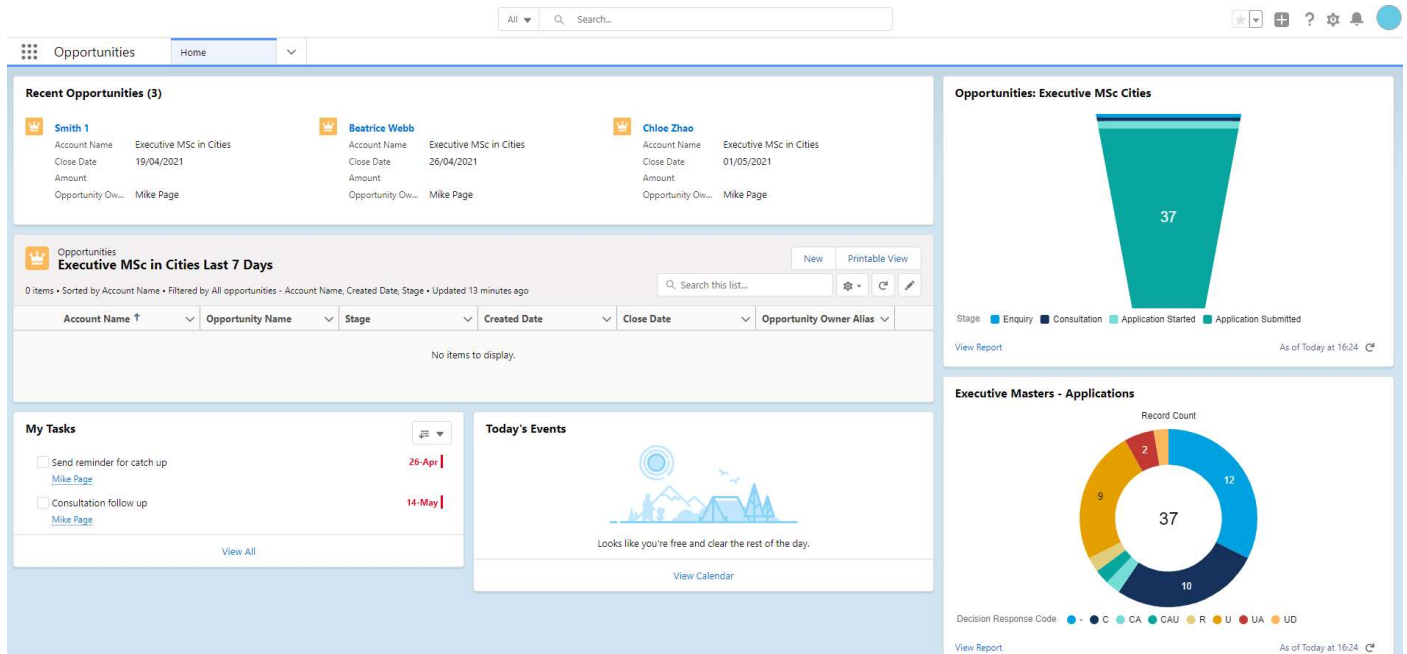 All Search...
Opportunities Home
Recent Opportunities (3)
Smith 1
Account Name Executive MSc in Cities
Close Date 19/04/2021
Amount
Opportunity Ow... Mike Page
Beatrice Webb
Account Name Executive MSc in Cities
Close Date 26/04/2021
Amount
Opportunity Ow... Mike Page
Chloe Zhao
Account Name Executive MSc in Cities
Close Date 01/05/2021
Amount
Opportunity Ow... Mike Page
Opportunities
Executive MSc in Cities Last 7 Days
New Printable View
0 items • Sorted by Account Name • Filtered by All opportunities - Account Name, Created Date, Stage • Updated 13 minutes ago
Search this list...
Account Name Opportunity Name Stage Created Date Close Date Opportunity Owner Alias
No items to display.
My Tasks
Send reminder for catch up 26-Apr
Mike Page
Consultation follow up 14-May
Mike Page
View All
Today's Events
Looks like you're free and clear the rest of the day.
View Calendar
Opportunities: Executive MSc Cities
37
Stage Enquiry Consultation Application Started Application Submitted
View Report As of Today at 16:24
Executive Masters - Applications
Record Count
2
12
9
37
10
Decision Response Code - C CA CAU R U UA UD
View Report As of Today at 16:24